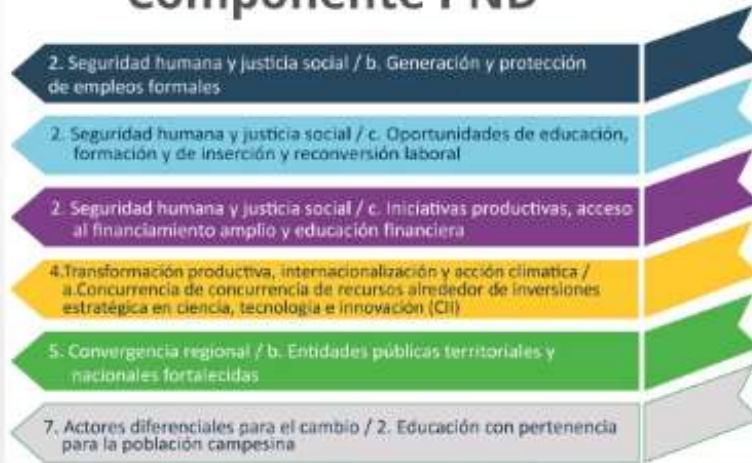 Componente PND
2. Seguridad humana y justicia social / b. Generación y protección
de empleos formales
2. Seguridad humana y justicia social / c. Oportunidades de educación,
formación y de inserción y reconversión laboral
2. Seguridad humana y justicia social / c. Iniciativas productivas, acceso
al financiamiento amplio y educación financiera
4.Transformación productiva, internacionalización y acción climatica /
a.Concurrencia de concurrencia de recursos alrededor de inversiones
estratégica en ciencia, tecnología e innovación (CII)
5. Convergencia regional / b. Entidades públicas territoriales y
nacionales fortalecidas
7. Actores diferenciales para el cambio / 2. Educación con pertenencia
para la población campesina